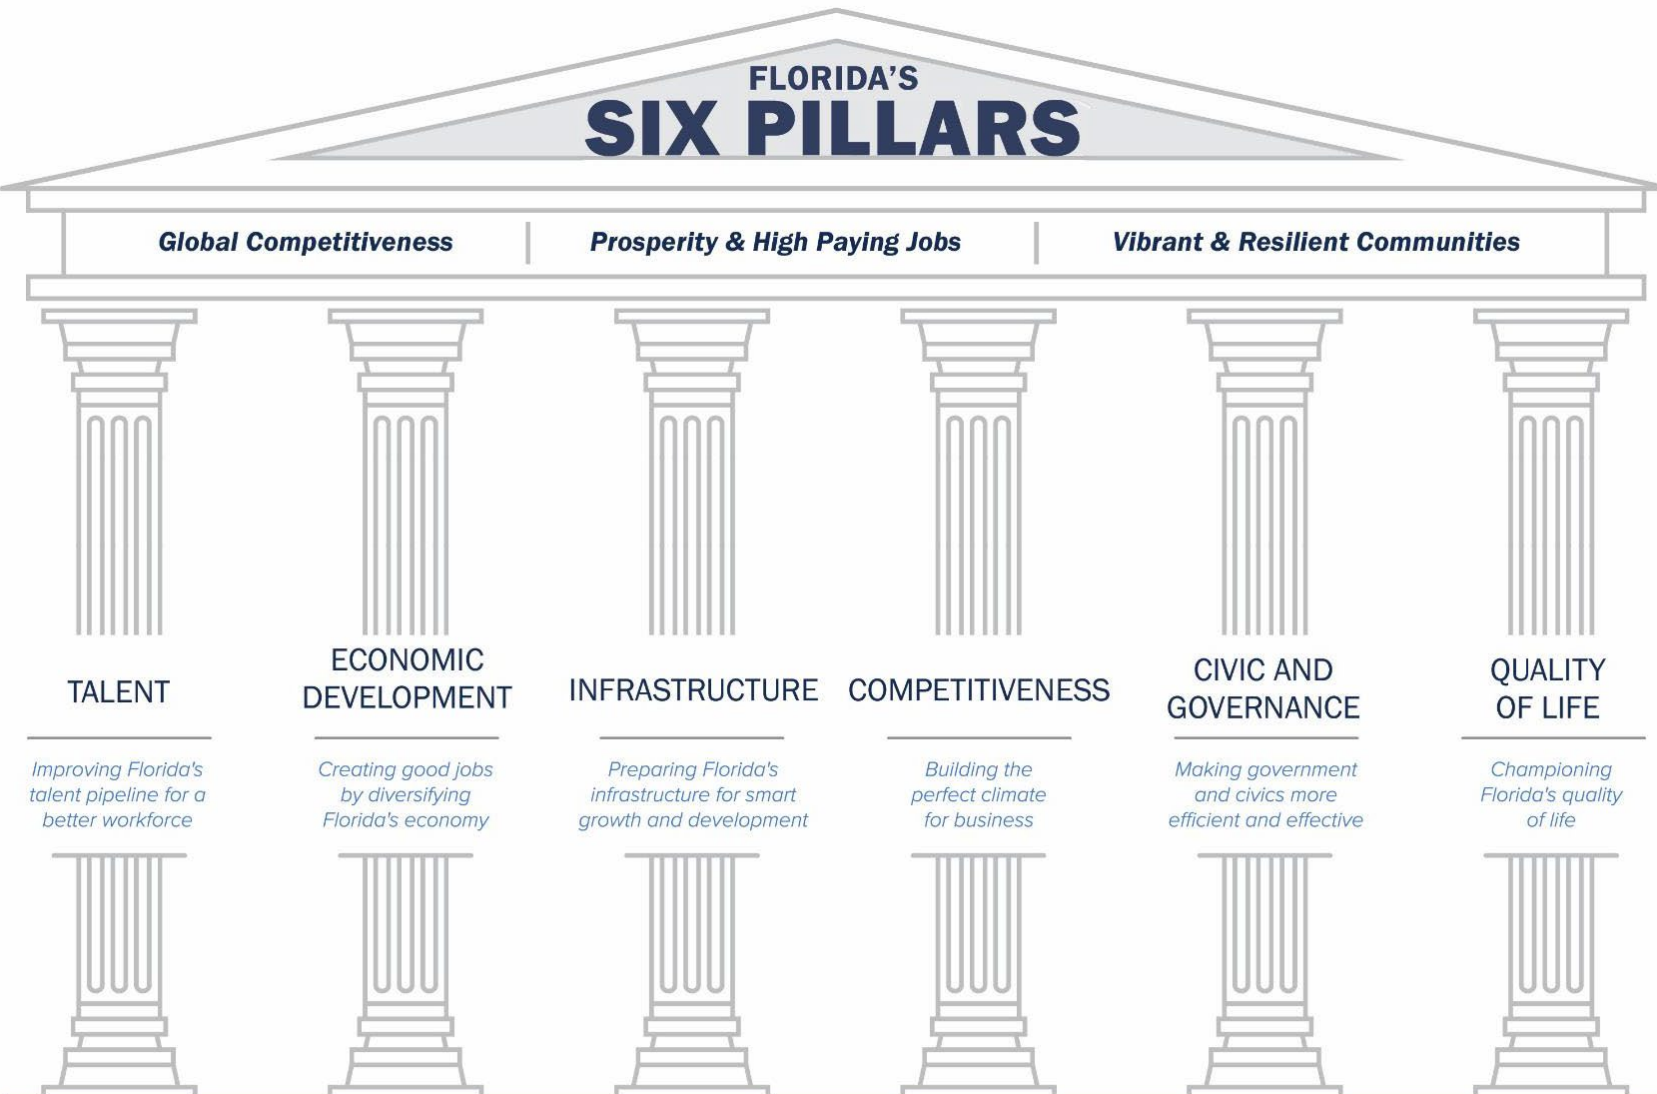 FLORIDA'S
SIX PILLARS
Global Competitiveness | Prosperity & High Paying Jobs | Vibrant & Resilient Communities
TALENT
Improving Florida's
talent pipeline for a
better workforce
ECONOMIC
DEVELOPMENT
Creating good jobs
by diversifying
Florida's economy
INFRASTRUCTURE
Preparing Florida's
infrastructure for smart
growth and development
COMPETITIVENESS
Building the
perfect climate
for business
CIVIC AND
GOVERNANCE
Making government
and civics more
efficient and effective
QUALITY
OF LIFE
Championing
Florida's quality
of life